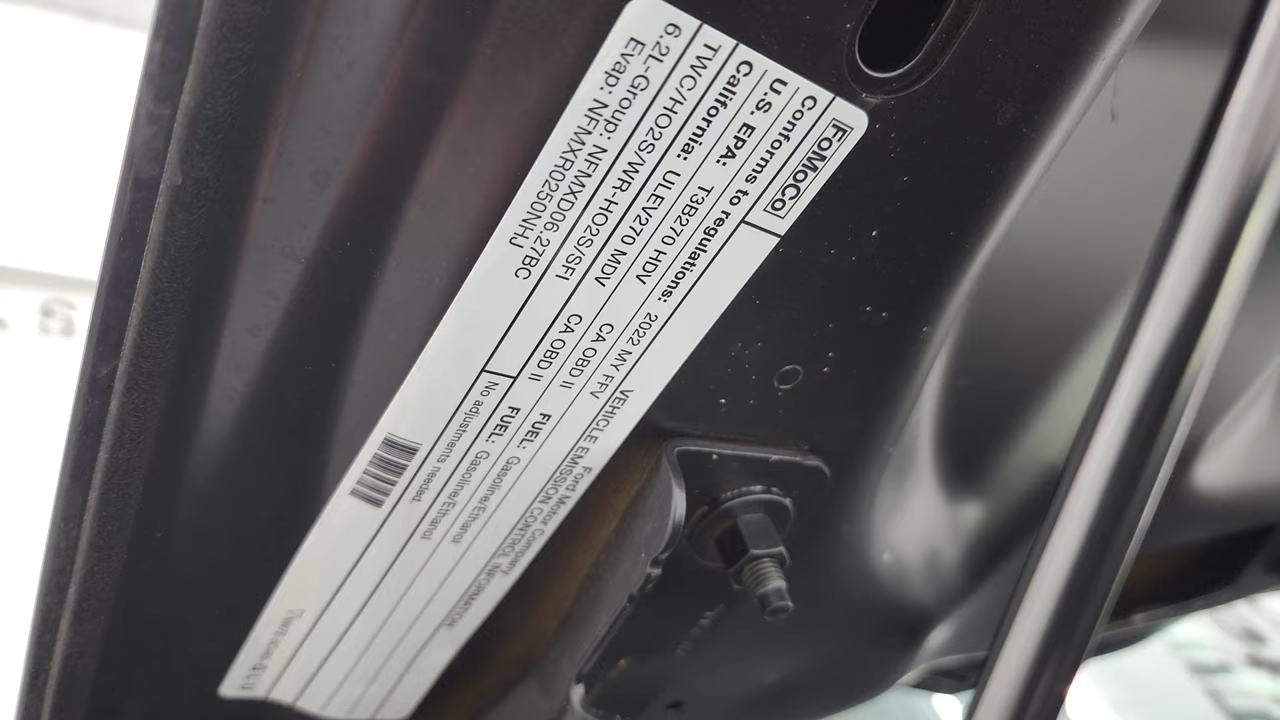 FoMoCo
Ford Motor Company
VEHICLE EMISSION CONTROL INFORMATION
Conforms to regulations: 2022 MY FFV
U.S. EPA: T3B270 HDV CA OBD II FUEL: Gasoline/Ethanol
California: ULEV270 MDV CA OBD II FUEL: Gasoline/Ethanol
TWC/HO2S/WR-HO2S/SFI No adjustments needed.
6.2L-Group: NFMXD06.27BC
Evap: NFMXR0250NHJ